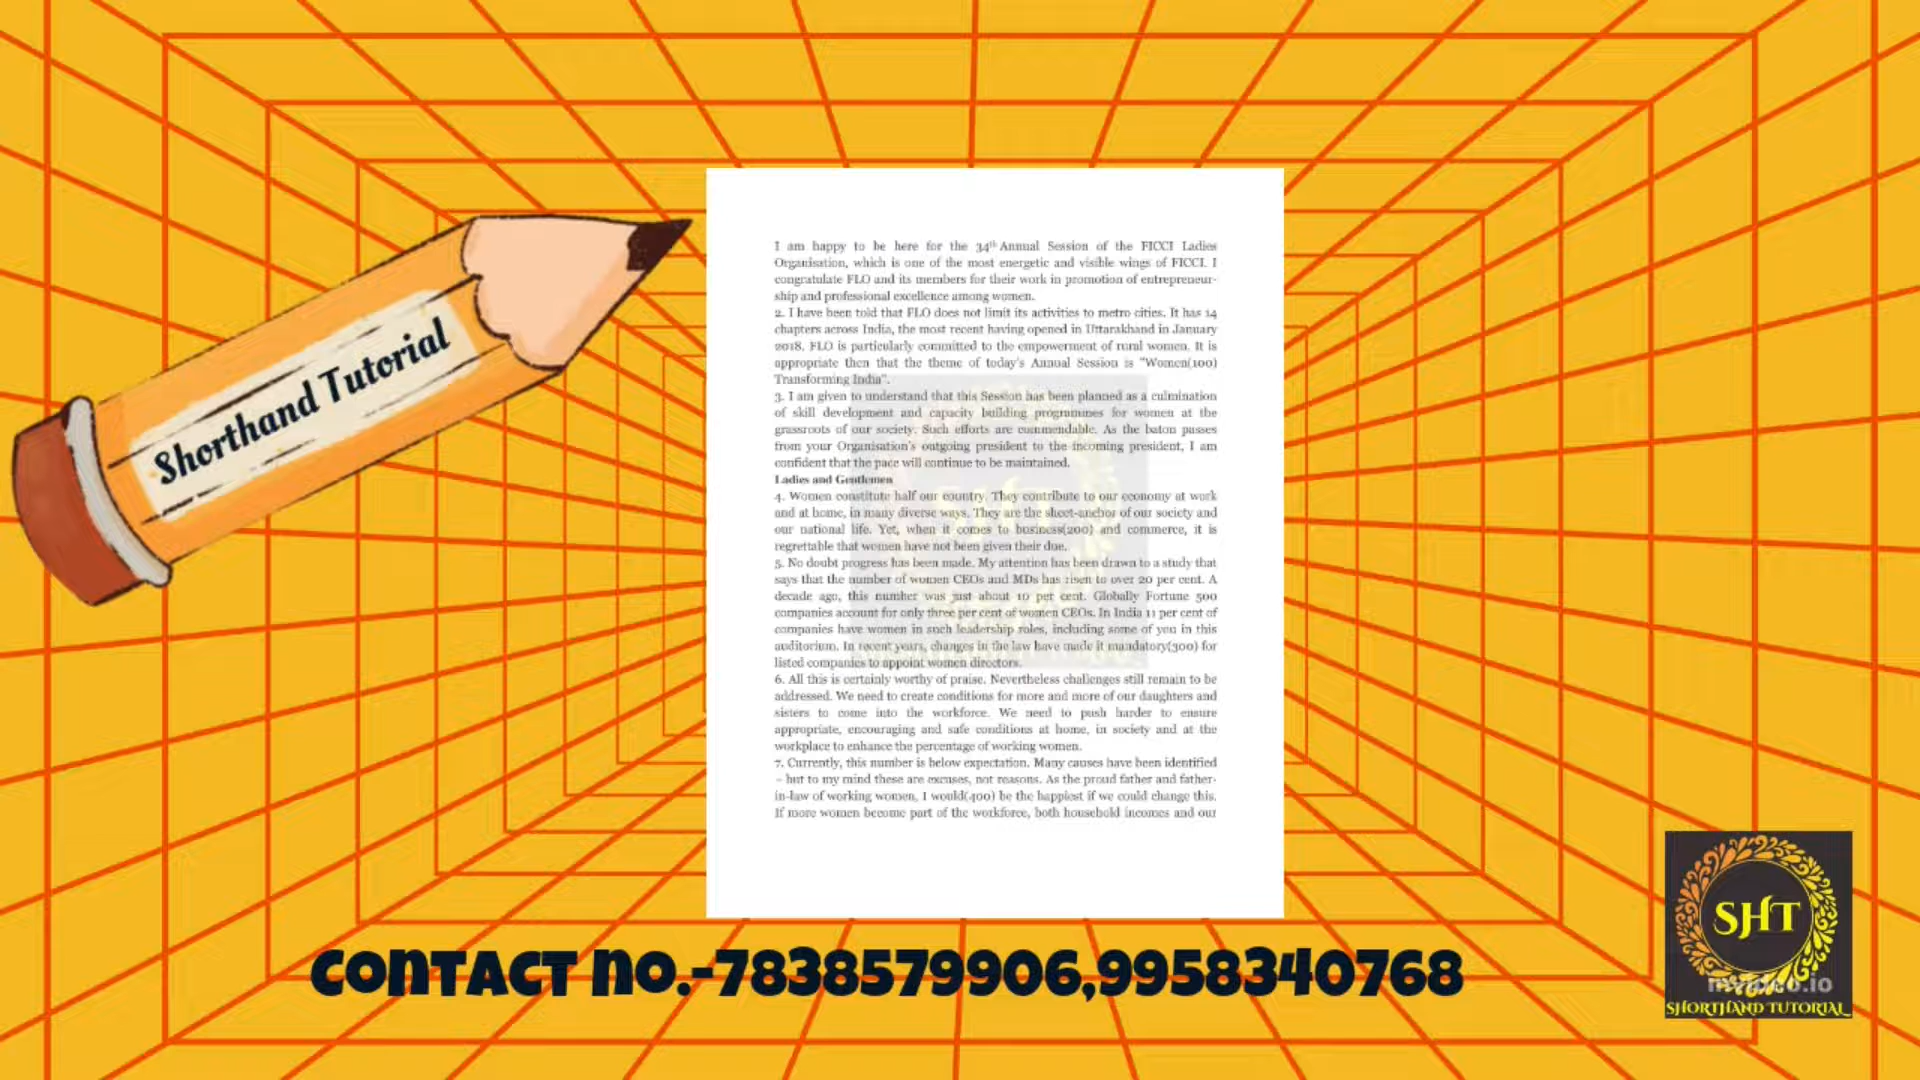 Shorthand Tutorial
I am happy to be here for the 34th Annual Session of the FICCI Ladies
Organisation, which is one of the most energetic and visible wings of FICCI. I
congratulate FLO and its members for their work in promotion of entrepreneur-
ship and professional excellence among women.
2. I have been told that FLO does not limit its activities to metro cities. It has 14
chapters across India, the most recent having opened in Uttarakhand in January
2018. FLO is particularly committed to the empowerment of rural women. It is
appropriate then that the theme of today's Annual Session is "Women(100)
Transforming India".
3. I am given to understand that this Session has been planned as a culmination
of skill development and capacity building programmes for women at the
grassroots of our society. Such efforts are commendable. As the baton passes
from your Organisation's outgoing president to the incoming president, I am
confident that the pace will continue to be maintained.
Ladies and Gentlemen
4. Women constitute half our country. They contribute to our economy at work
and at home, in many diverse ways. They are the sheet-anchor of our society and
our national life. Yet, when it comes to business(200) and commerce, it is
regrettable that women have not been given their due.
5. No doubt progress has been made. My attention has been drawn to a study that
says that the number of women CEOs and MDs has risen to over 20 per cent. A
decade ago, this number was just about 10 per cent. Globally Fortune 500
companies account for only three per cent of women CEOs. In India 11 per cent of
companies have women in such leadership roles, including some of you in this
auditorium. In recent years, changes in the law have made it mandatory(300) for
listed companies to appoint women directors.
6. All this is certainly worthy of praise. Nevertheless challenges still remain to be
addressed. We need to create conditions for more and more of our daughters and
sisters to come into the workforce. We need to push harder to ensure
appropriate, encouraging and safe conditions at home, in society and at the
workplace to enhance the percentage of working women.
7. Currently, this number is below expectation. Many causes have been identified
– but to my mind these are excuses, not reasons. As the proud father and father-
in-law of working women, I would(400) be the happiest if we could change this.
If more women become part of the workforce, both household incomes and our
Contact no.-7838579906,9958340768
SHT
SHORTHAND TUTORIAL